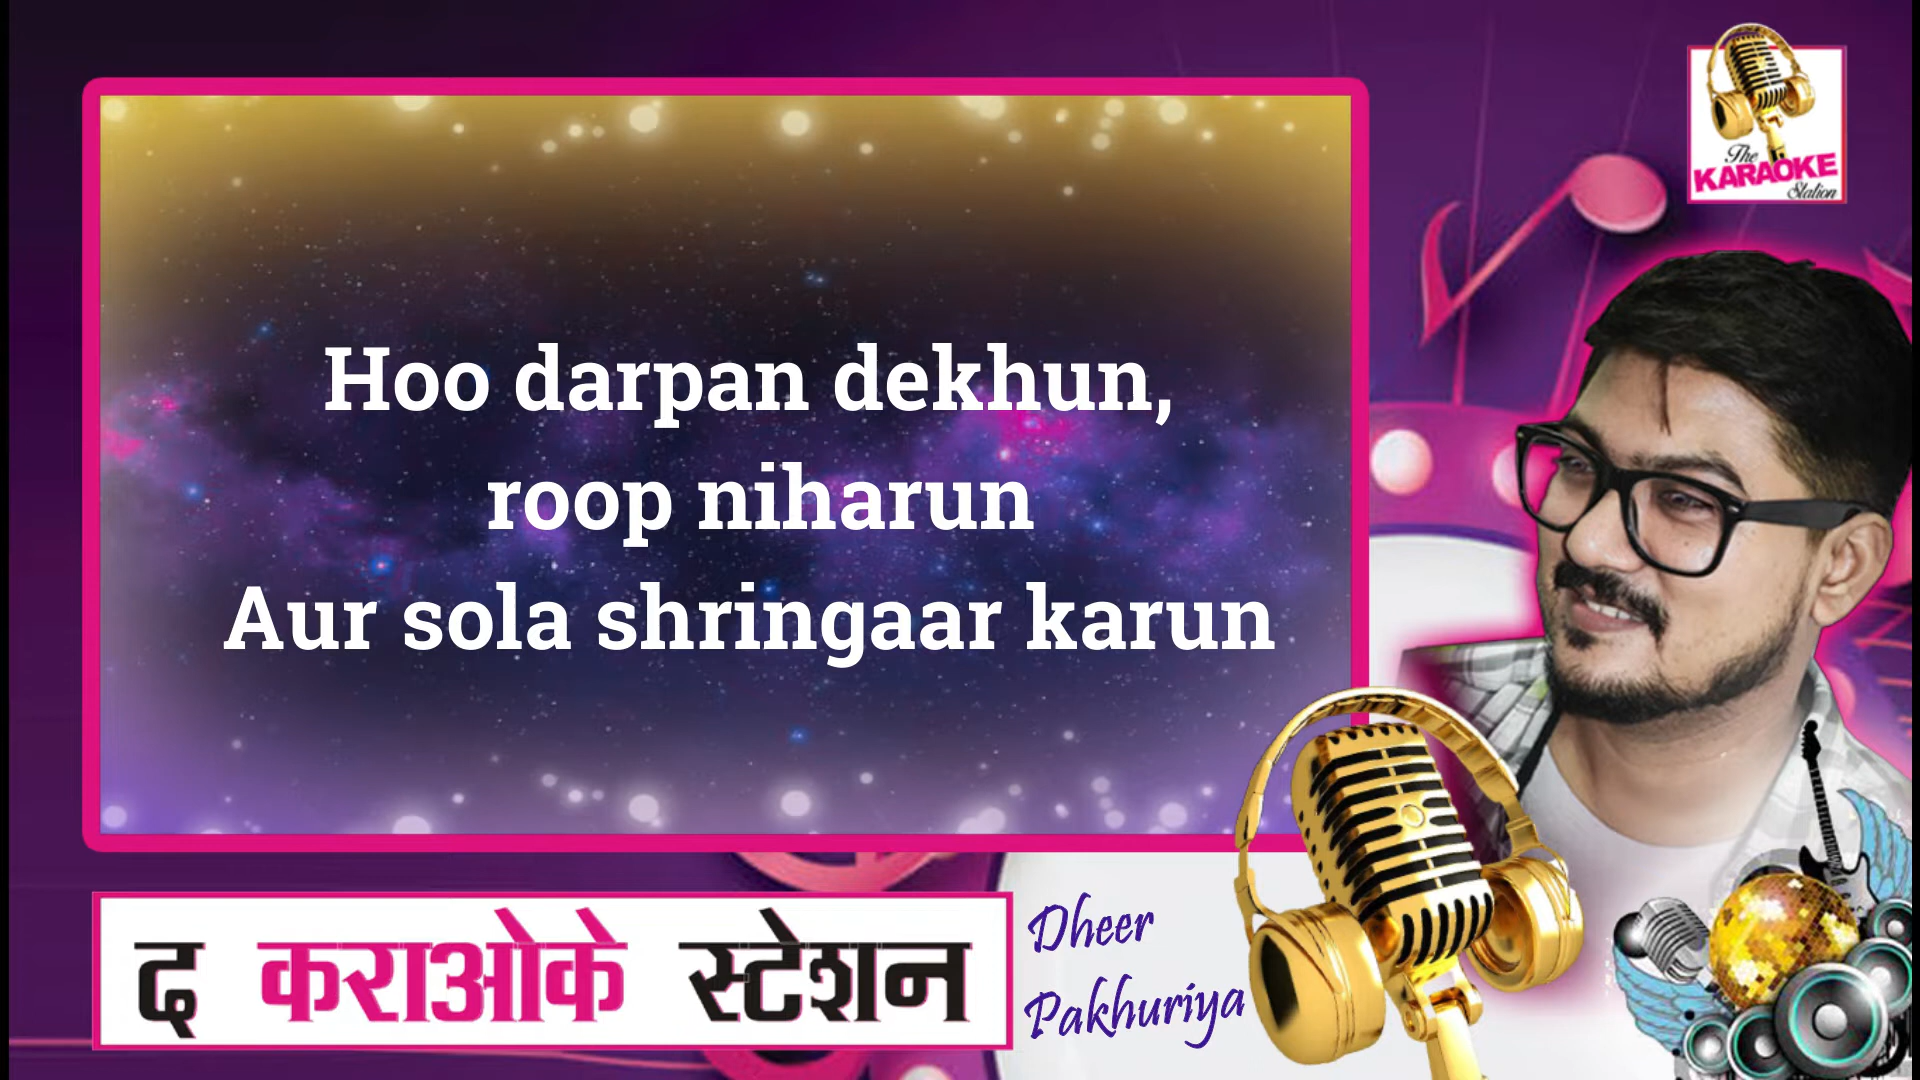 The
KARAOKE
Station
Hoo darpan dekhun,
roop niharun
Aur sola shringaar karun
द कराओके स्टेशन
Dheer
Pakhuriya